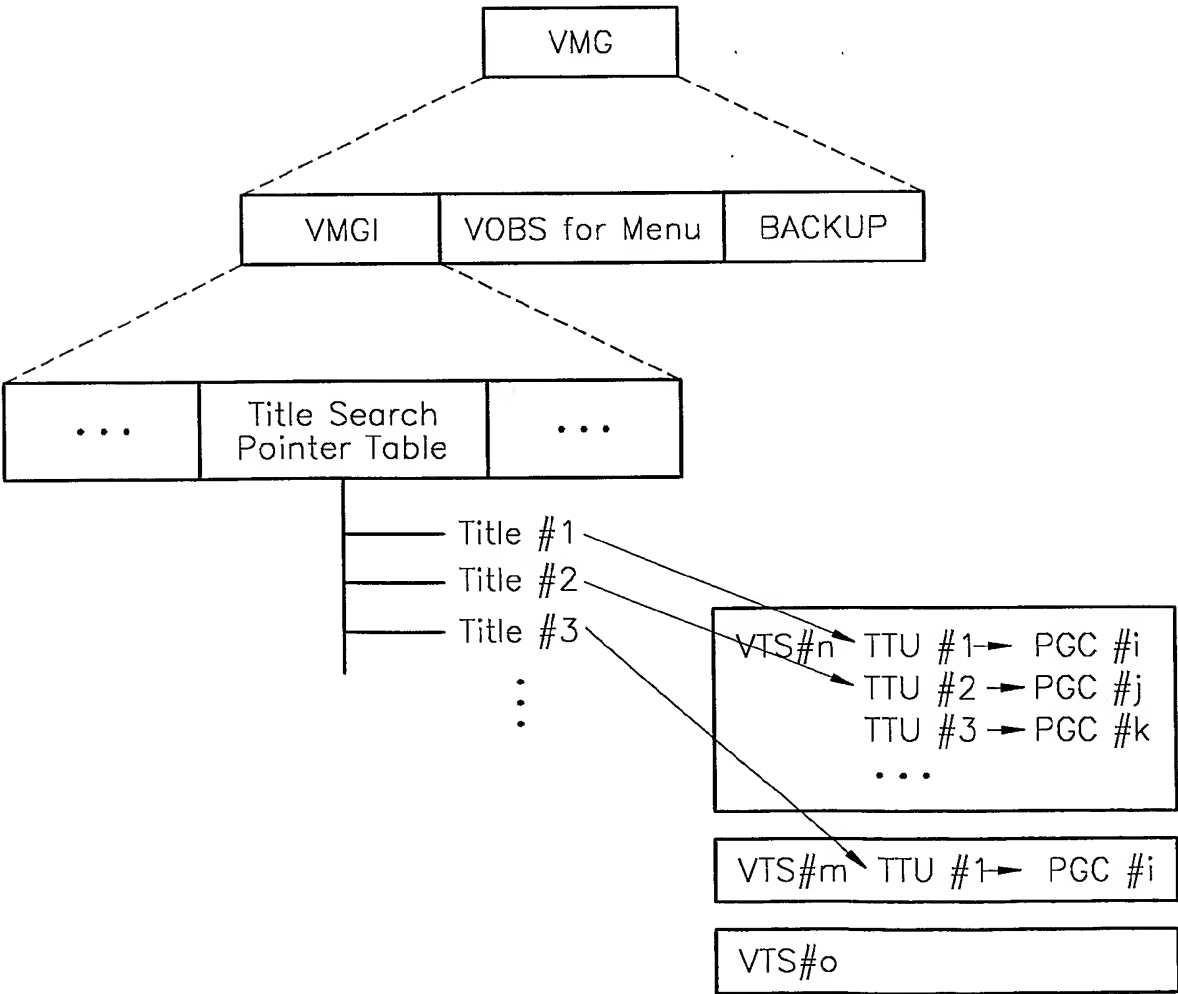 VMG
VMGI VOBS for Menu BACKUP
... Title Search Pointer Table ...
Title #1
Title #2
Title #3
VTS#n TTU #1 PGC #i
TTU #2 PGC #j
TTU #3 PGC #k
...
VTS#m TTU #1 PGC #i
VTS#o